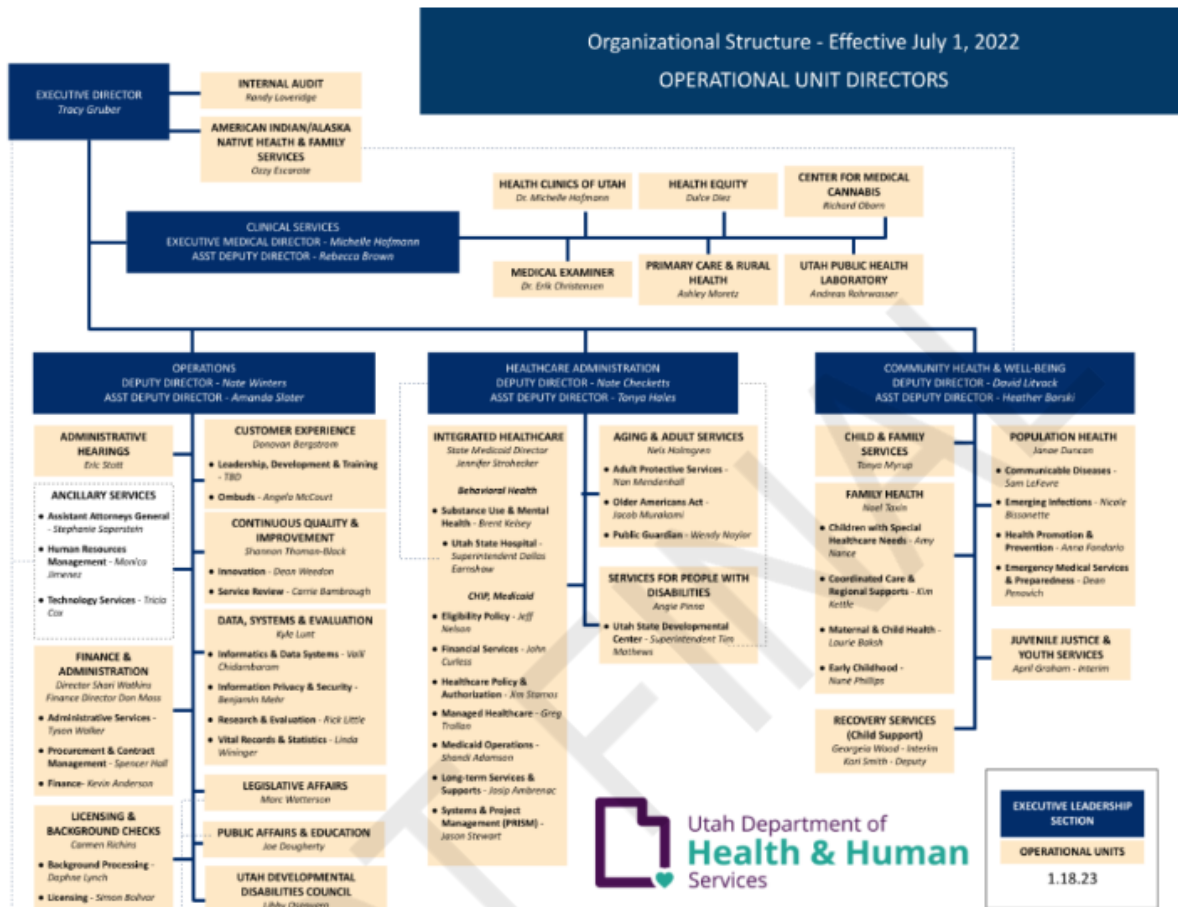 Organizational Structure - Effective July 1, 2022
OPERATIONAL UNIT DIRECTORS
EXECUTIVE DIRECTOR
Tracy Gruber
INTERNAL AUDIT
Randy Loveridge
AMERICAN INDIAN/ALASKA
NATIVE HEALTH & FAMILY
SERVICES
Ozzy Escarate
CLINICAL SERVICES
EXECUTIVE MEDICAL DIRECTOR - Michelle Hofmann
ASST DEPUTY DIRECTOR - Rebecca Brown
HEALTH CLINICS OF UTAH
Dr. Michelle Hofmann
HEALTH EQUITY
Dulce Díez
CENTER FOR MEDICAL
CANNABIS
Richard Oborn
MEDICAL EXAMINER
Dr. Erik Christensen
PRIMARY CARE & RURAL
HEALTH
Ashley Moretz
UTAH PUBLIC HEALTH
LABORATORY
Andreas Rohrwasser
OPERATIONS
DEPUTY DIRECTOR - Nate Winters
ASST DEPUTY DIRECTOR - Amanda Slater
ADMINISTRATIVE
HEARINGS
Eric Stott
ANCILLARY SERVICES
● Assistant Attorneys General
- Stephanie Saperstein
● Human Resources
Management - Monica
Jimenez
● Technology Services - Tricia
Cox
FINANCE &
ADMINISTRATION
Director Shari Watkins
Finance Director Dan Moss
● Administrative Services -
Tyson Walker
● Procurement & Contract
Management - Spencer Hall
● Finance- Kevin Anderson
LICENSING &
BACKGROUND CHECKS
Carmen Richins
● Background Processing -
Daphne Lynch
● Licensing - Simon Bolivar
CUSTOMER EXPERIENCE
Donovan Bergstrom
● Leadership, Development & Training
- TBD
● Ombuds - Angela McCourt
CONTINUOUS QUALITY &
IMPROVEMENT
Shannon Thoman-Black
● Innovation - Dean Weedon
● Service Review - Carrie Bambrough
DATA, SYSTEMS & EVALUATION
Kyle Lunt
● Informatics & Data Systems - Valli
Chidambaram
● Information Privacy & Security -
Benjamin Mehr
● Research & Evaluation - Rick Little
● Vital Records & Statistics - Linda
Wininger
LEGISLATIVE AFFAIRS
Marc Watterson
PUBLIC AFFAIRS & EDUCATION
Joe Dougherty
UTAH DEVELOPMENTAL
DISABILITIES COUNCIL
Libby
HEALTHCARE ADMINISTRATION
DEPUTY DIRECTOR - Nate Checketts
ASST DEPUTY DIRECTOR - Tonya Hales
INTEGRATED HEALTHCARE
State Medicaid Director
Jennifer Strohecker
Behavioral Health
● Substance Use & Mental
Health - Brent Kelsey
● Utah State Hospital -
Superintendent Dallas
Earnshaw
CHIP, Medicaid
● Eligibility Policy - Jeff
Nelson
● Financial Services - John
Curless
● Healthcare Policy &
Authorization - Jim Stamos
● Managed Healthcare - Greg
Trollan
● Medicaid Operations -
Shandi Adamson
● Long-term Services &
Supports - Josip Ambrenac
● Systems & Project
Management (PRISM) -
Jason Stewart
AGING & ADULT SERVICES
Nels Holmgren
● Adult Protective Services -
Nan Mendenhall
● Older Americans Act -
Jacob Murakami
● Public Guardian - Wendy Naylor
SERVICES FOR PEOPLE WITH
DISABILITIES
Angie Pinna
● Utah State Developmental
Center - Superintendent Tim
Mathews
COMMUNITY HEALTH & WELL-BEING
DEPUTY DIRECTOR - David Litvack
ASST DEPUTY DIRECTOR - Heather Borski
CHILD & FAMILY
SERVICES
Tonya Myrup
FAMILY HEALTH
Noel Taxin
● Children with Special
Healthcare Needs - Amy
Nance
● Coordinated Care &
Regional Supports - Kim
Kettle
● Maternal & Child Health -
Laurie Baksh
● Early Childhood -
Nune Phillips
RECOVERY SERVICES
(Child Support)
Georgeia Wood - Interim
Kari Smith - Deputy
POPULATION HEALTH
Janae Duncan
● Communicable Diseases -
Sam LeFevre
● Emerging Infections - Nicole
Bissonette
● Health Promotion &
Prevention - Anna Fondario
● Emergency Medical Services
& Preparedness - Dean
Penovich
JUVENILE JUSTICE &
YOUTH SERVICES
April Graham - Interim
Utah Department of
Health & Human
Services
EXECUTIVE LEADERSHIP
SECTION
OPERATIONAL UNITS
1.18.23